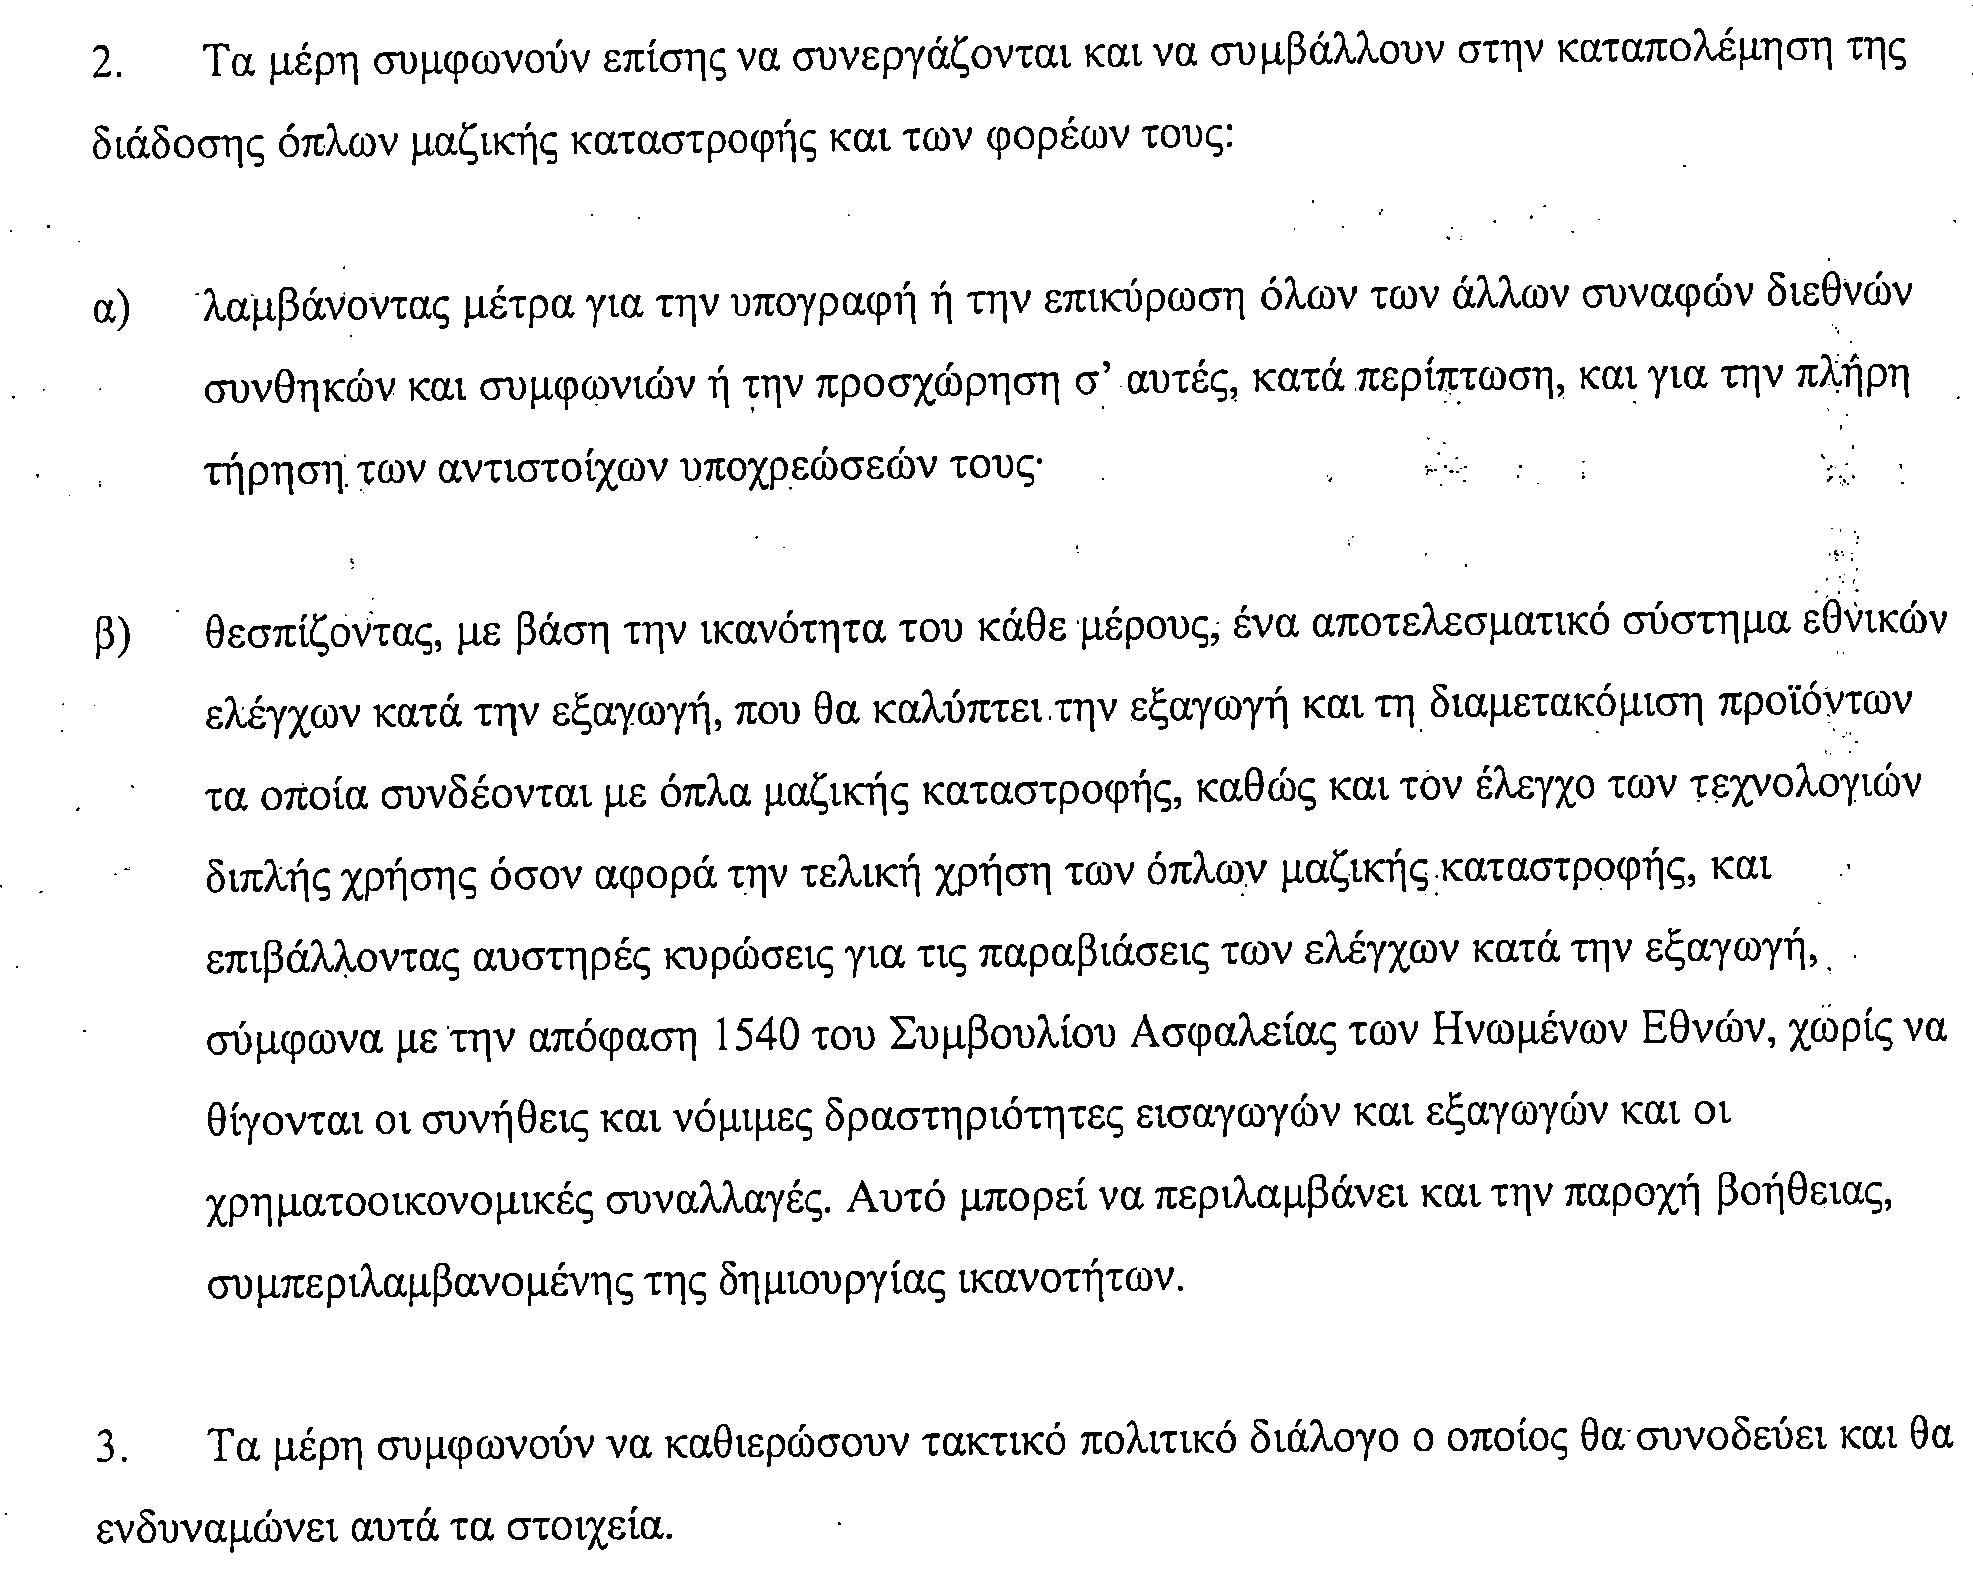 2. Τα μέρη συμφωνούν επίσης να συνεργάζονται και να συμβάλλουν στην καταπολέμηση της
διάδοσης όπλων μαζικής καταστροφής και των φορέων τους:
α) λαμβάνοντας μέτρα για την υπογραφή ή την επικύρωση όλων των άλλων συναφών διεθνών
συνθηκών και συμφωνιών ή την προσχώρηση σ’ αυτές, κατά περίπτωση, και για την πλήρη
τήρηση των αντιστοίχων υποχρεώσεών τους·
β) θεσπίζοντας, με βάση την ικανότητα του κάθε μέρους, ένα αποτελεσματικό σύστημα εθνικών
ελέγχων κατά την εξαγωγή, που θα καλύπτει την εξαγωγή και τη διαμετακόμιση προϊόντων
τα οποία συνδέονται με όπλα μαζικής καταστροφής, καθώς και τον έλεγχο των τεχνολογιών
διπλής χρήσης όσον αφορά την τελική χρήση των όπλων μαζικής καταστροφής, και
επιβάλλοντας αυστηρές κυρώσεις για τις παραβιάσεις των ελέγχων κατά την εξαγωγή,
σύμφωνα με την απόφαση 1540 του Συμβουλίου Ασφαλείας των Ηνωμένων Εθνών, χωρίς να
θίγονται οι συνήθεις και νόμιμες δραστηριότητες εισαγωγών και εξαγωγών και οι
χρηματοοικονομικές συναλλαγές. Αυτό μπορεί να περιλαμβάνει και την παροχή βοήθειας,
συμπεριλαμβανομένης της δημιουργίας ικανοτήτων.
3. Τα μέρη συμφωνούν να καθιερώσουν τακτικό πολιτικό διάλογο ο οποίος θα συνοδεύει και θα
ενδυναμώνει αυτά τα στοιχεία.